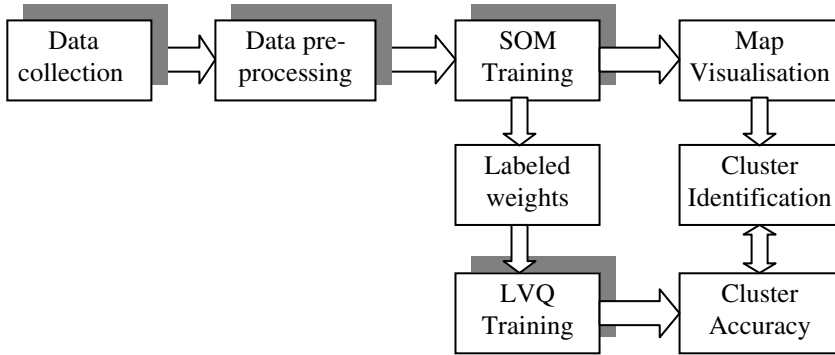 Data
collection
Data pre-
processing
SOM
Training
Map
Visualisation
Labeled
weights
Cluster
Identification
LVQ
Training
Cluster
Accuracy